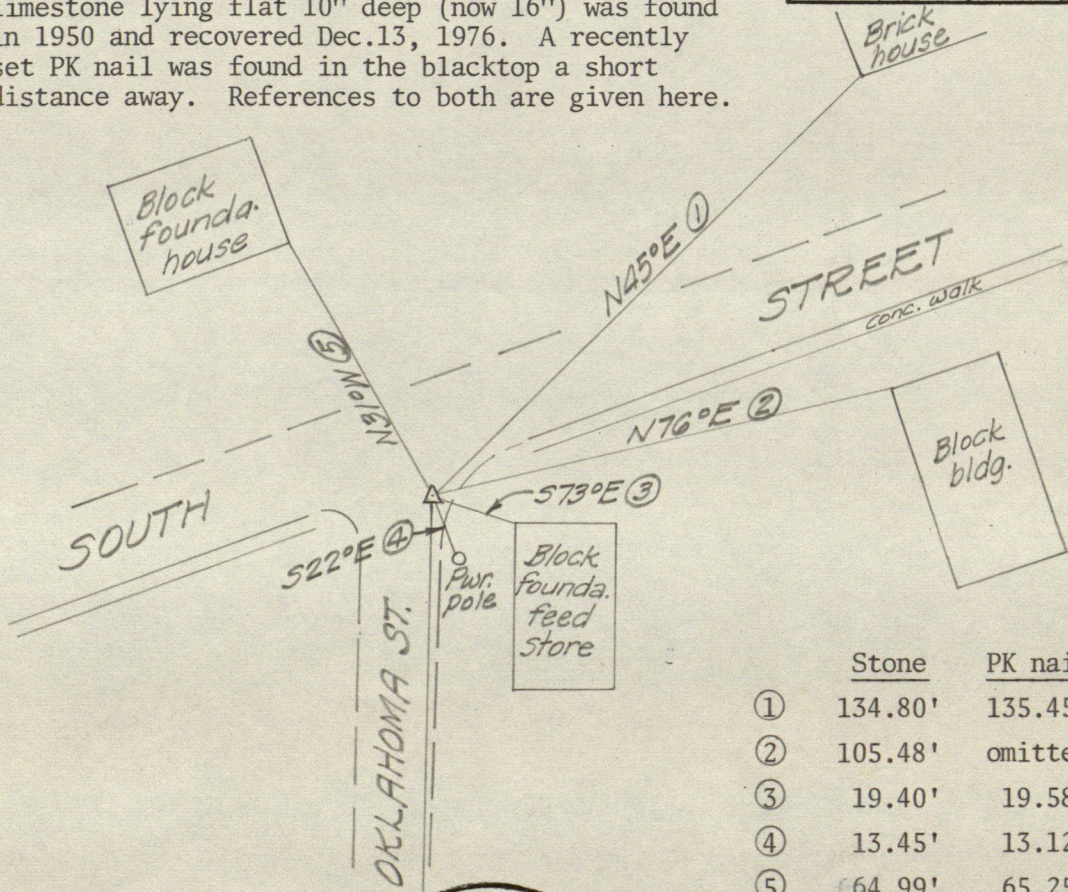 limestone lying flat 10" deep (now 16") was found
in 1950 and recovered Dec.13, 1976. A recently
set PK nail was found in the blacktop a short
distance away. References to both are given here.
Brick
house
Block
founda.
house
N45°E ①
STREET
conc. walk
⑤
N76°E ②
Block
bldg.
S73°E ③
SOUTH
S22°E ④
Pwr.
pole
Block
founda.
feed
store
OKLAHOMA ST.
Stone PK nai
① 134.80' 135.45
② 105.48' omitte
③ 19.40' 19.58
④ 13.45' 13.12
⑤ 64.99' 65.25